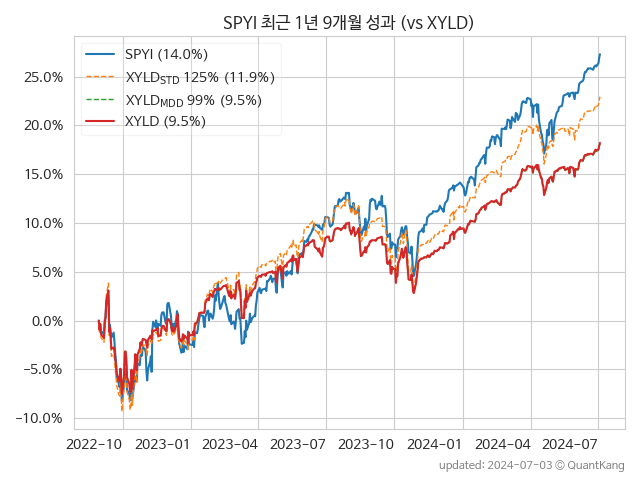 SPYI 최근 1년 9개월 성과 (vs XYLD)
SPYI (14.0%)
XYLD_STD 125% (11.9%)
XYLD_MDD 99% (9.5%)
XYLD (9.5%)
25.0%
20.0%
15.0%
10.0%
5.0%
0.0%
−5.0%
−10.0%
2022-10 2023-01 2023-04 2023-07 2023-10 2024-01 2024-04 2024-07
updated: 2024-07-03 © QuantKang